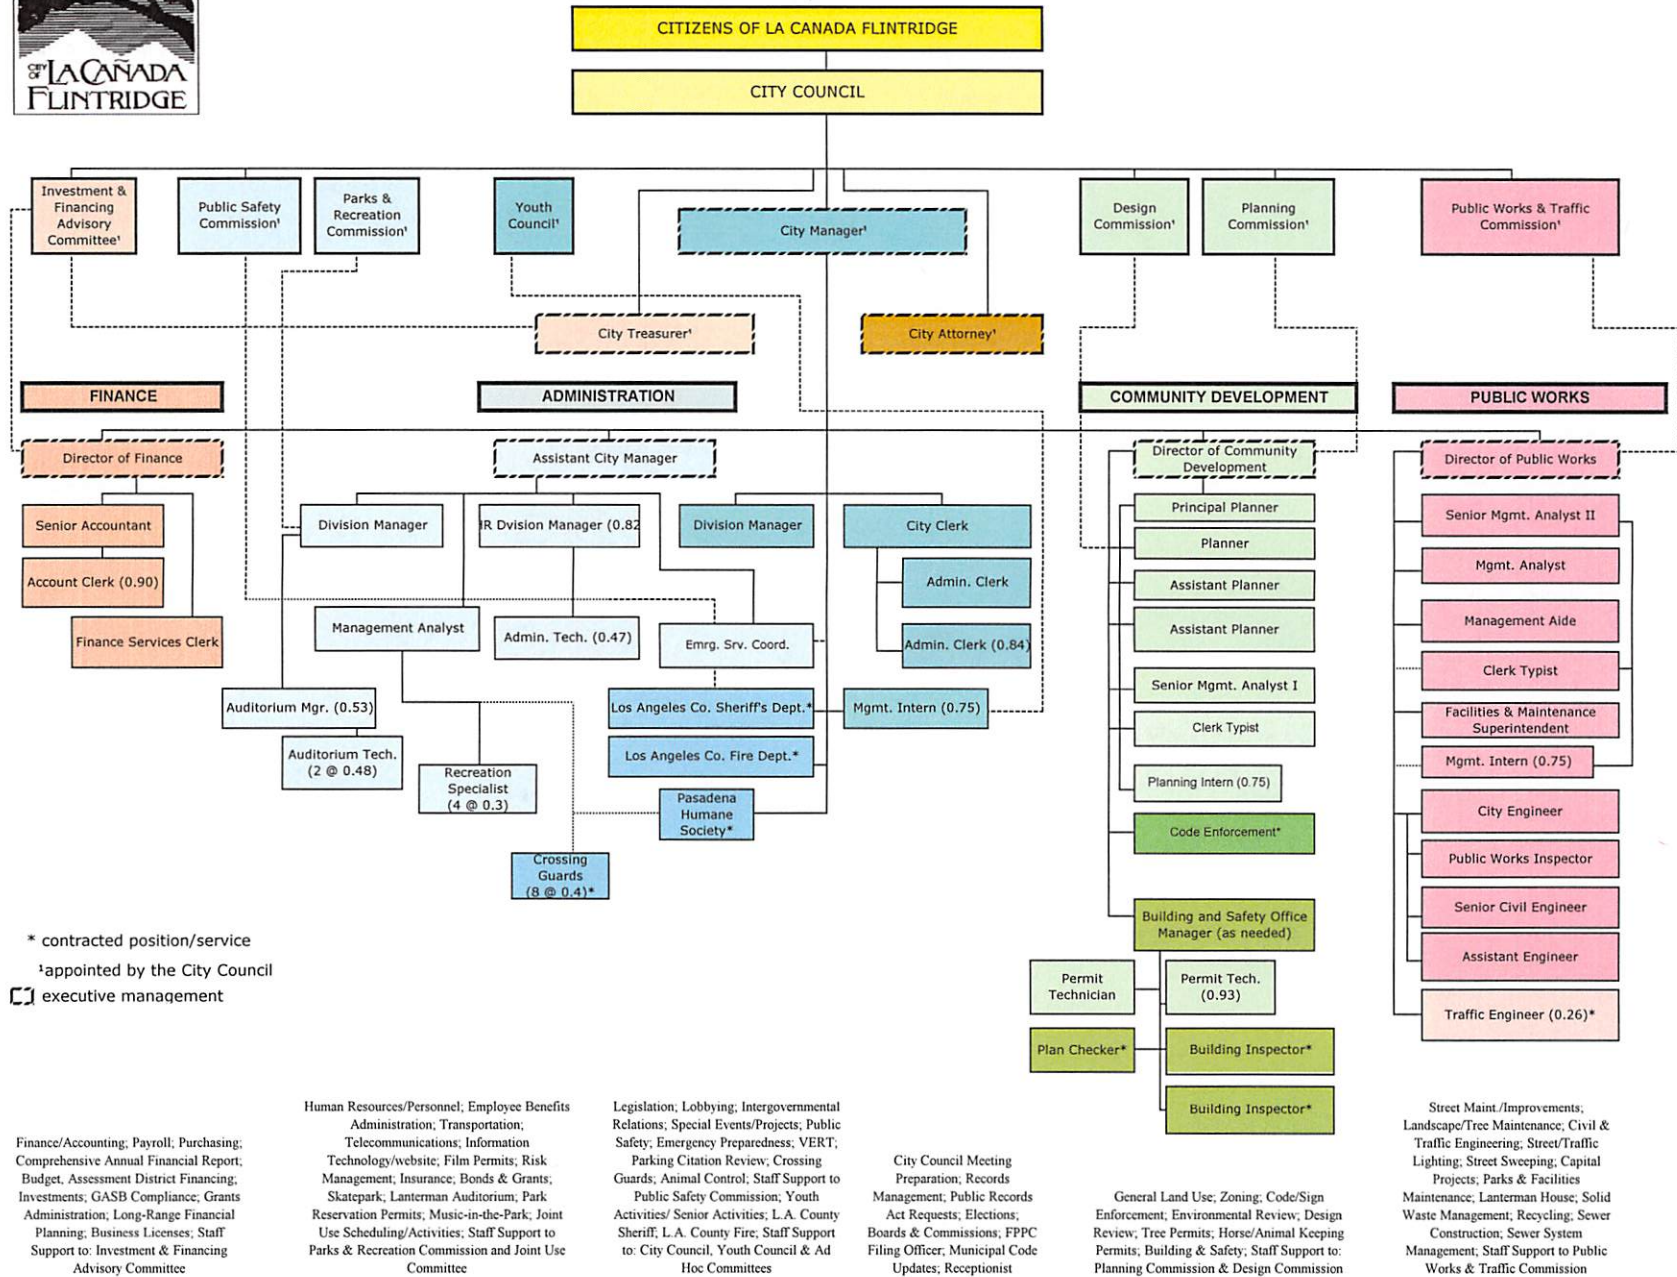 CITY OF LA CAÑADA
FLINTRIDGE
CITIZENS OF LA CANADA FLINTRIDGE
CITY COUNCIL
Investment &
Financing
Advisory
Committee¹
Public Safety
Commission¹
Parks &
Recreation
Commission¹
Youth
Council¹
City Manager¹
Design
Commission¹
Planning
Commission¹
Public Works & Traffic
Commission¹
City Treasurer¹
City Attorney¹
FINANCE
ADMINISTRATION
COMMUNITY DEVELOPMENT
PUBLIC WORKS
Director of Finance
Assistant City Manager
Director of Community
Development
Director of Public Works
Senior Accountant
Account Clerk (0.90)
Finance Services Clerk
Division Manager
HR Dvision Manager (0.82
Division Manager
City Clerk
Admin. Clerk
Admin. Clerk (0.84)
Management Analyst
Admin. Tech. (0.47)
Emrg. Srv. Coord.
Auditorium Mgr. (0.53)
Los Angeles Co. Sheriff's Dept.*
Mgmt. Intern (0.75)
Auditorium Tech.
(2 @ 0.48)
Los Angeles Co. Fire Dept.*
Recreation
Specialist
(4 @ 0.3)
Pasadena
Humane
Society*
Crossing
Guards
(8 @ 0.4)*
Principal Planner
Planner
Assistant Planner
Assistant Planner
Senior Mgmt. Analyst I
Clerk Typist
Planning Intern (0.75)
Code Enforcement*
Building and Safety Office
Manager (as needed)
Permit
Technician
Permit Tech.
(0.93)
Plan Checker*
Building Inspector*
Building Inspector*
Senior Mgmt. Analyst II
Mgmt. Analyst
Management Aide
Clerk Typist
Facilities & Maintenance
Superintendent
Mgmt. Intern (0.75)
City Engineer
Public Works Inspector
Senior Civil Engineer
Assistant Engineer
Traffic Engineer (0.26)*
* contracted position/service
¹appointed by the City Council
executive management
Finance/Accounting; Payroll; Purchasing;
Comprehensive Annual Financial Report;
Budget, Assessment District Financing;
Investments; GASB Compliance; Grants
Administration; Long-Range Financial
Planning; Business Licenses; Staff
Support to: Investment & Financing
Advisory Committee
Human Resources/Personnel; Employee Benefits
Administration; Transportation;
Telecommunications; Information
Technology/website; Film Permits; Risk
Management; Insurance; Bonds & Grants;
Skatepark; Lanterman Auditorium; Park
Reservation Permits; Music-in-the-Park; Joint
Use Scheduling/Activities; Staff Support to
Parks & Recreation Commission and Joint Use
Committee
Legislation; Lobbying; Intergovernmental
Relations; Special Events/Projects; Public
Safety; Emergency Preparedness; VERT;
Parking Citation Review; Crossing
Guards; Animal Control; Staff Support to
Public Safety Commission; Youth
Activities/ Senior Activities; L.A. County
Sheriff; L.A. County Fire; Staff Support
to: City Council, Youth Council & Ad
Hoc Committees
City Council Meeting
Preparation; Records
Management; Public Records
Act Requests; Elections;
Boards & Commissions; FPPC
Filing Officer; Municipal Code
Updates; Receptionist
General Land Use; Zoning; Code/Sign
Enforcement; Environmental Review; Design
Review; Tree Permits; Horse/Animal Keeping
Permits; Building & Safety; Staff Support to:
Planning Commission & Design Commission
Street Maint./Improvements;
Landscape/Tree Maintenance; Civil &
Traffic Engineering; Street/Traffic
Lighting; Street Sweeping; Capital
Projects; Parks & Facilities
Maintenance; Lanterman House; Solid
Waste Management; Recycling; Sewer
Construction; Sewer System
Management; Staff Support to Public
Works & Traffic Commission